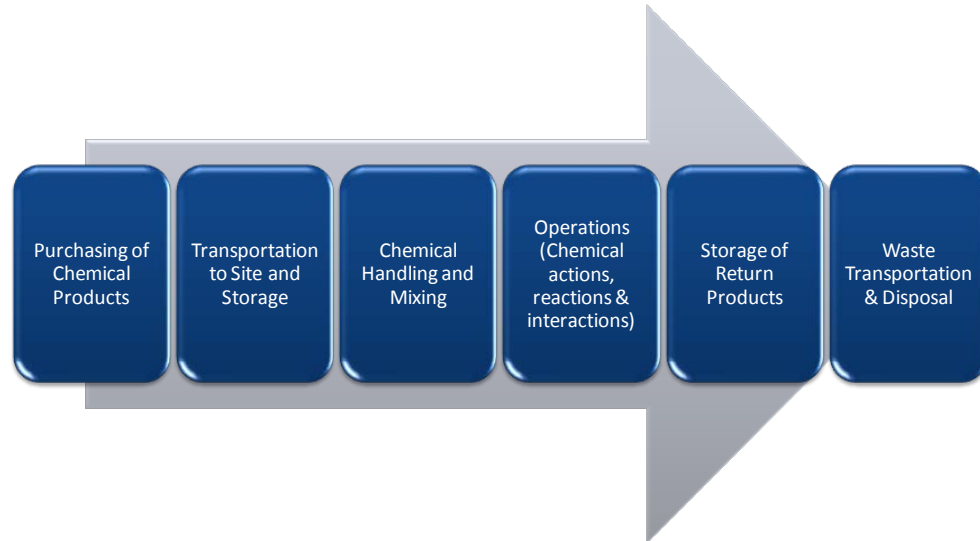 Purchasing of
Chemical
Products
Transportation
to Site and
Storage
Chemical
Handling and
Mixing
Operations
(Chemical
actions,
reactions &
interactions)
Storage of
Return
Products
Waste
Transportation
& Disposal